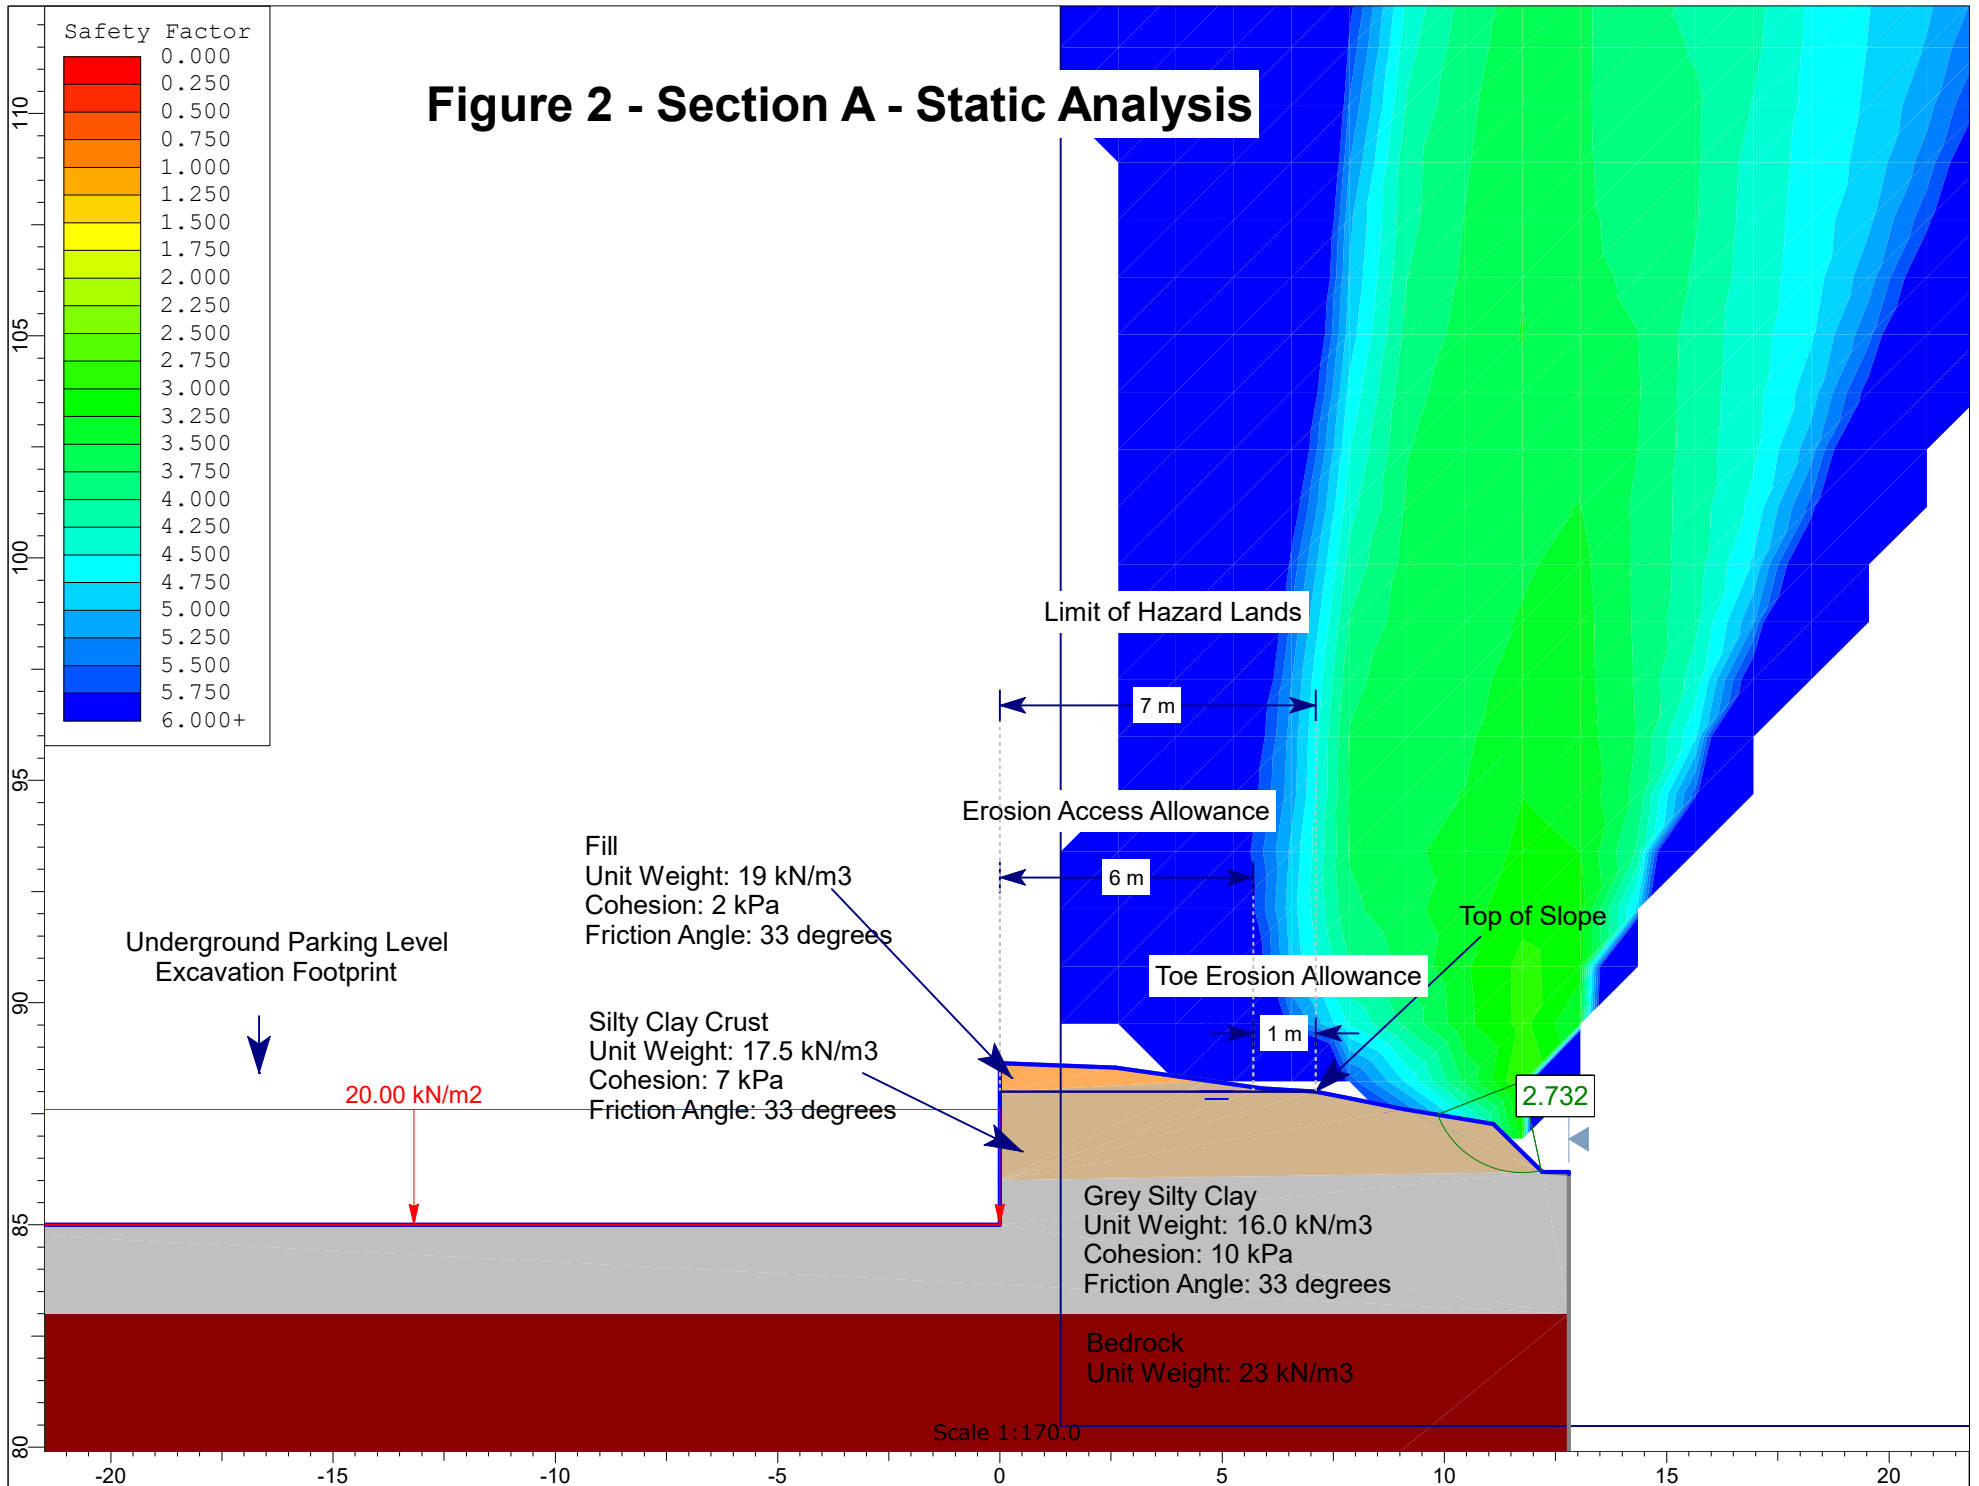 Safety Factor
0.000
0.250
0.500
0.750
1.000
1.250
1.500
1.750
2.000
2.250
2.500
2.750
3.000
3.250
3.500
3.750
4.000
4.250
4.500
4.750
5.000
5.250
5.500
5.750
6.000+
Figure 2 - Section A - Static Analysis
Limit of Hazard Lands
7 m
Erosion Access Allowance
6 m
Fill
Unit Weight: 19 kN/m3
Cohesion: 2 kPa
Friction Angle: 33 degrees
Top of Slope
Underground Parking Level
Excavation Footprint
Toe Erosion Allowance
1 m
Silty Clay Crust
Unit Weight: 17.5 kN/m3
Cohesion: 7 kPa
Friction Angle: 33 degrees
20.00 kN/m2
2.732
Grey Silty Clay
Unit Weight: 16.0 kN/m3
Cohesion: 10 kPa
Friction Angle: 33 degrees
Bedrock
Unit Weight: 23 kN/m3
Scale 1:170.0
110
105
100
95
90
85
80
-20
-15
-10
-5
0
5
10
15
20